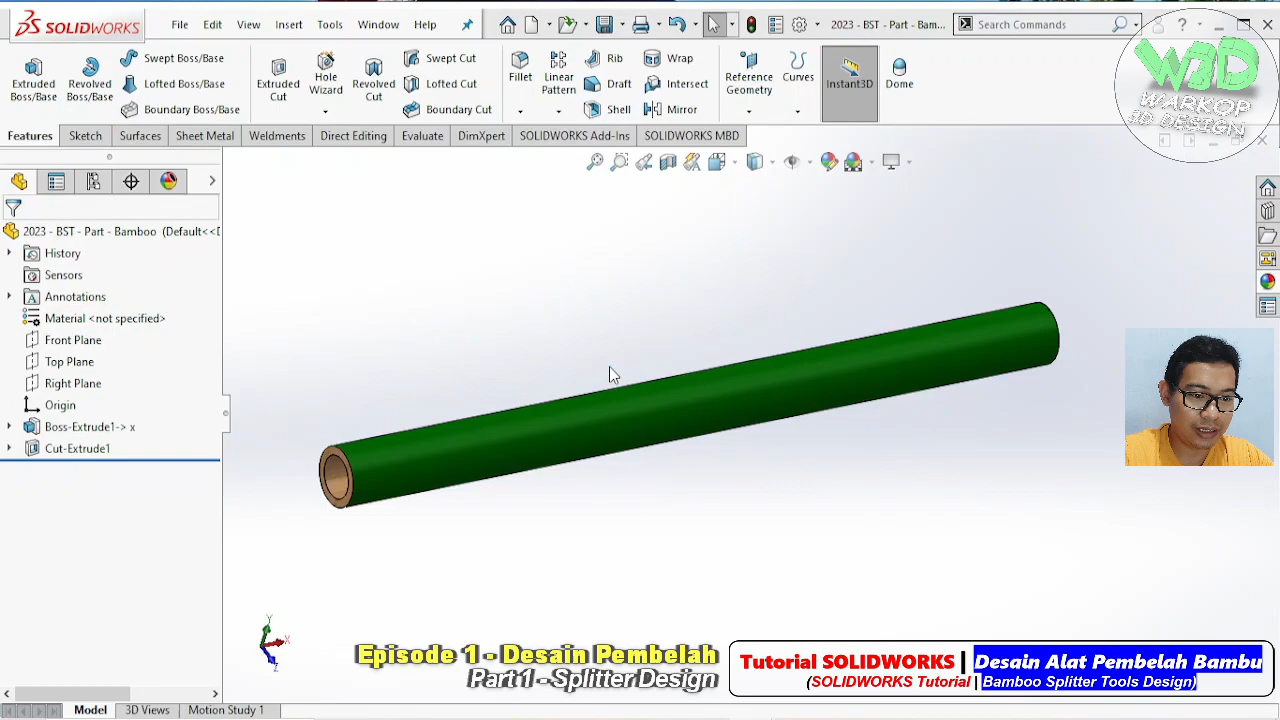 SOLIDWORKS
File
Edit
View
Insert
Tools
Window
Help
2023 - BST - Part - Bam...
Search Commands
Extruded Boss/Base
Revolved Boss/Base
Swept Boss/Base
Lofted Boss/Base
Boundary Boss/Base
Extruded Cut
Hole Wizard
Revolved Cut
Swept Cut
Lofted Cut
Boundary Cut
Fillet
Linear Pattern
Rib
Draft
Shell
Wrap
Intersect
Mirror
Reference Geometry
Curves
Instant3D
Dome
W3D
WARKOP
3D DESIGN
Features
Sketch
Surfaces
Sheet Metal
Weldments
Direct Editing
Evaluate
DimXpert
SOLIDWORKS Add-Ins
SOLIDWORKS MBD
2023 - BST - Part - Bamboo (Default<<D
History
Sensors
Annotations
Material <not specified>
Front Plane
Top Plane
Right Plane
Origin
Boss-Extrude1-> x
Cut-Extrude1
Y
X
Z
Episode 1 - Desain Pembelah
Part 1 - Splitter Design
Tutorial SOLIDWORKS | Desain Alat Pembelah Bambu
(SOLIDWORKS Tutorial | Bamboo Splitter Tools Design)
Model
3D Views
Motion Study 1